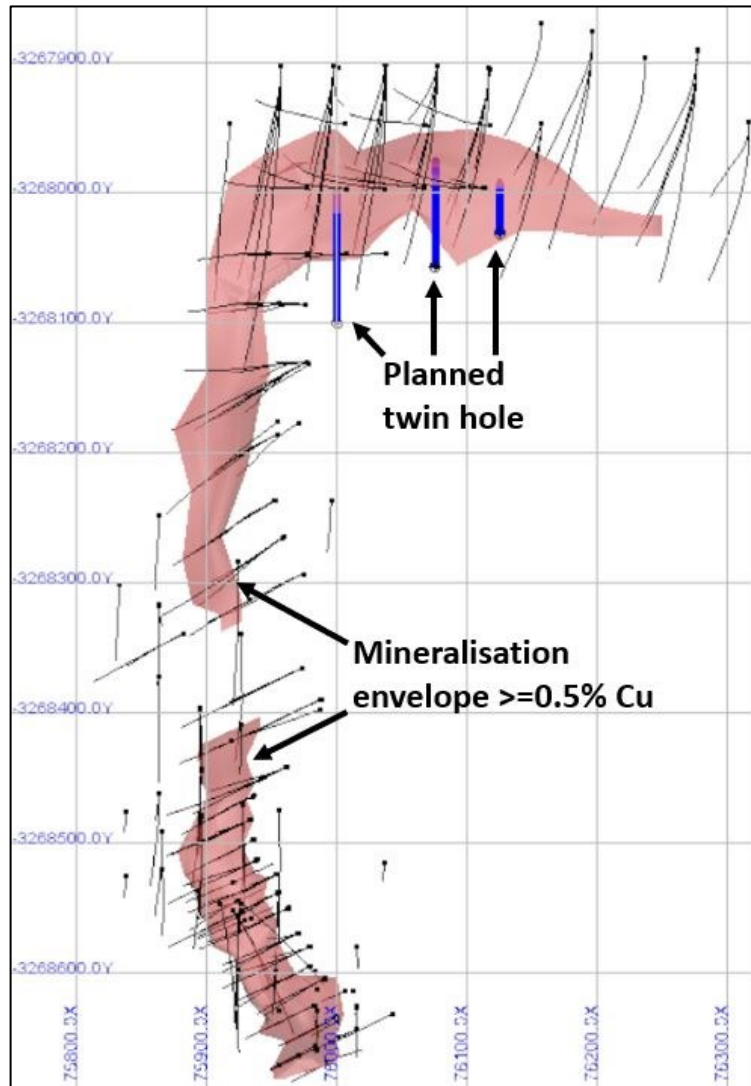 -3267900.0Y
-3268000.0Y
-3268100.0Y
Planned
twin hole
-3268200.0Y
-3268300.0Y
Mineralisation
envelope >=0.5% Cu
-3268400.0Y
-3268500.0Y
-3268600.0Y
75800.0X
75900.0X
76000.0X
76100.0X
76200.0X
76300.0X